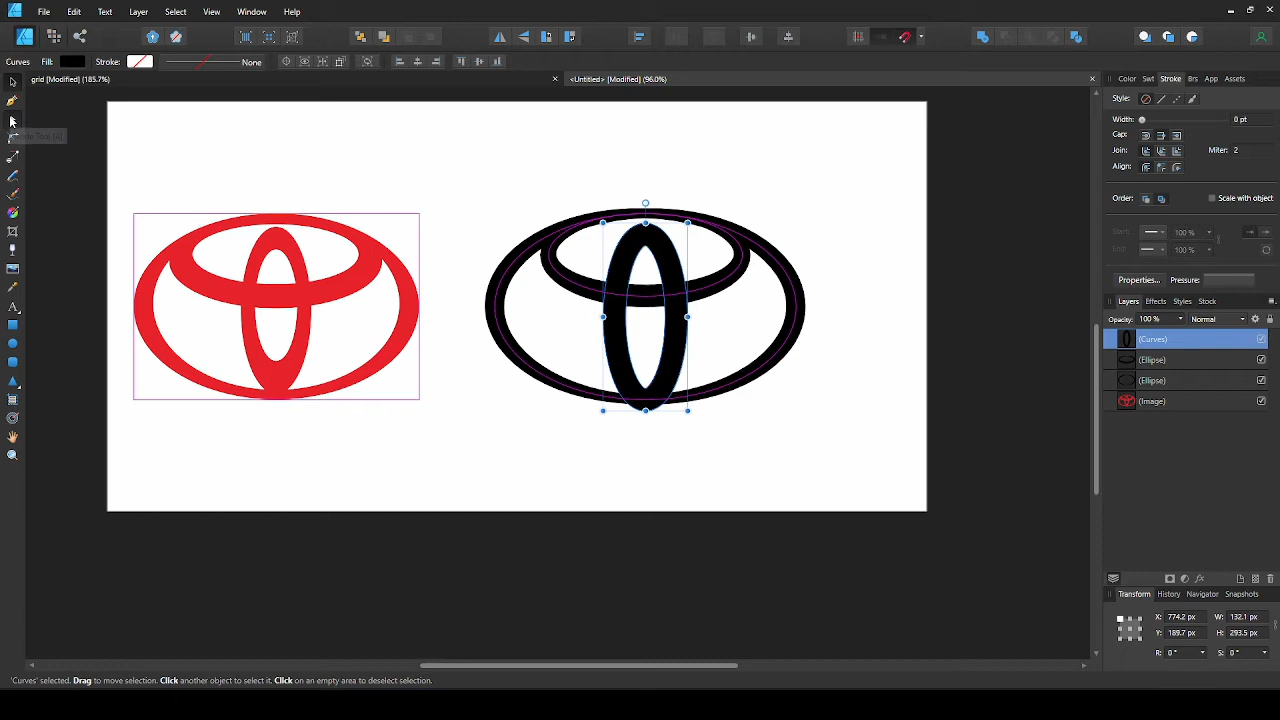 File Edit Text Layer Select View Window Help
Curves Fill: Stroke: None
grid [Modified] (185.7%) <Untitled> [Modified] (96.0%)
Color Swt Stroke Brs App Assets
Style:
Width: 0 pt
Cap:
Join: Miter: 2
Align:
Order: Scale with object
Start: 100 %
End: 100 %
Properties... Pressure:
Layers Effects Styles Stock
Opacity: 100 % Normal
(Curves)
(Ellipse)
(Ellipse)
(Image)
Transform History Navigator Snapshots
X: 774.2 px W: 132.1 px
Y: 189.7 px H: 293.5 px
R: 0 ° S: 0 °
'Curves' selected. Drag to move selection. Click another object to select it. Click on an empty area to deselect selection.